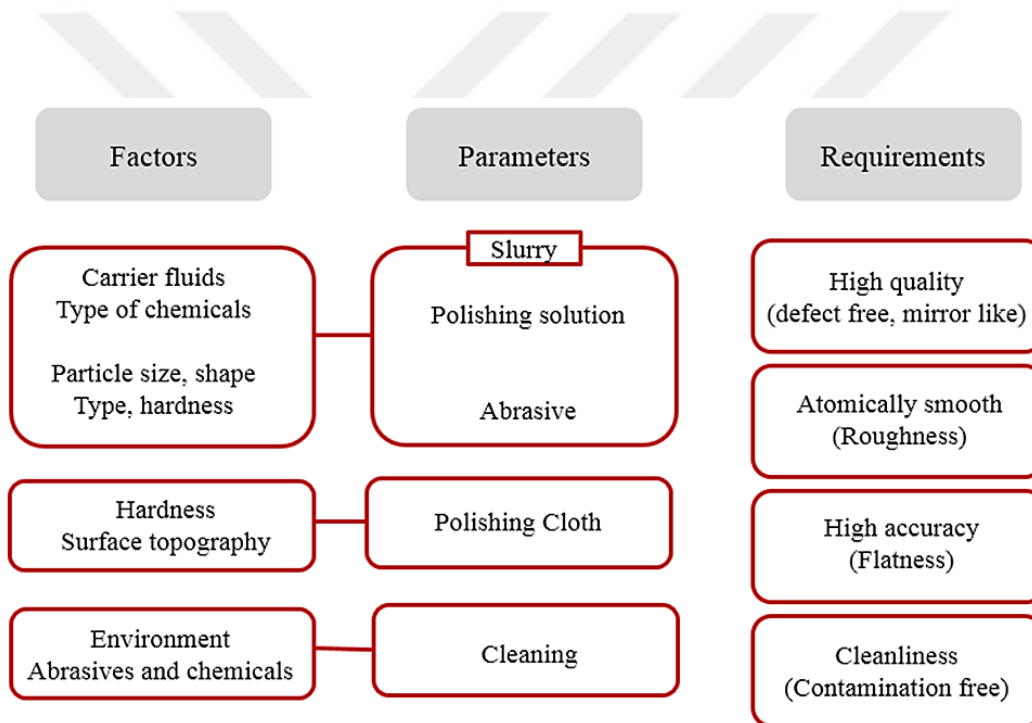 Factors
Parameters
Requirements
Carrier fluids
Type of chemicals
Particle size, shape
Type, hardness
Slurry
Polishing solution
Abrasive
High quality
(defect free, mirror like)
Atomically smooth
(Roughness)
Hardness
Surface topography
Polishing Cloth
High accuracy
(Flatness)
Environment
Abrasives and chemicals
Cleaning
Cleanliness
(Contamination free)